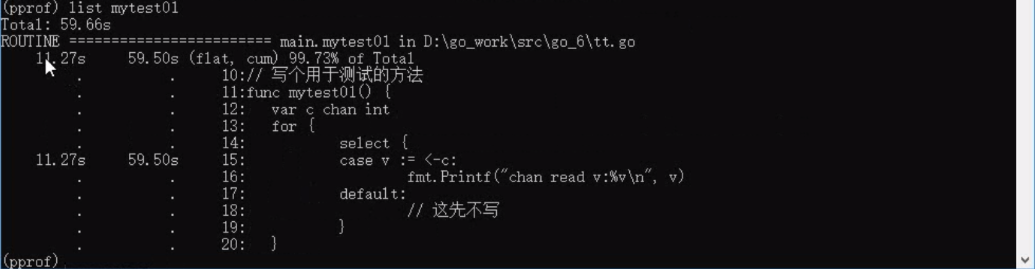 (pprof) list mytest01
Total: 59.66s
ROUTINE ======================== main.mytest01 in D:\go_work\src\go_6\tt.go
11.27s     59.50s (flat, cum) 99.73% of Total
.          .     10:// 写个用于测试的方法
.          .     11:func mytest01() {
.          .     12:   var c chan int
.          .     13:   for {
.          .     14:           select {
11.27s     59.50s     15:           case v := <-c:
.          .     16:                   fmt.Printf("chan read v:%v\n", v)
.          .     17:           default:
.          .     18:                   // 这先不写
.          .     19:           }
.          .     20:   }
(pprof)